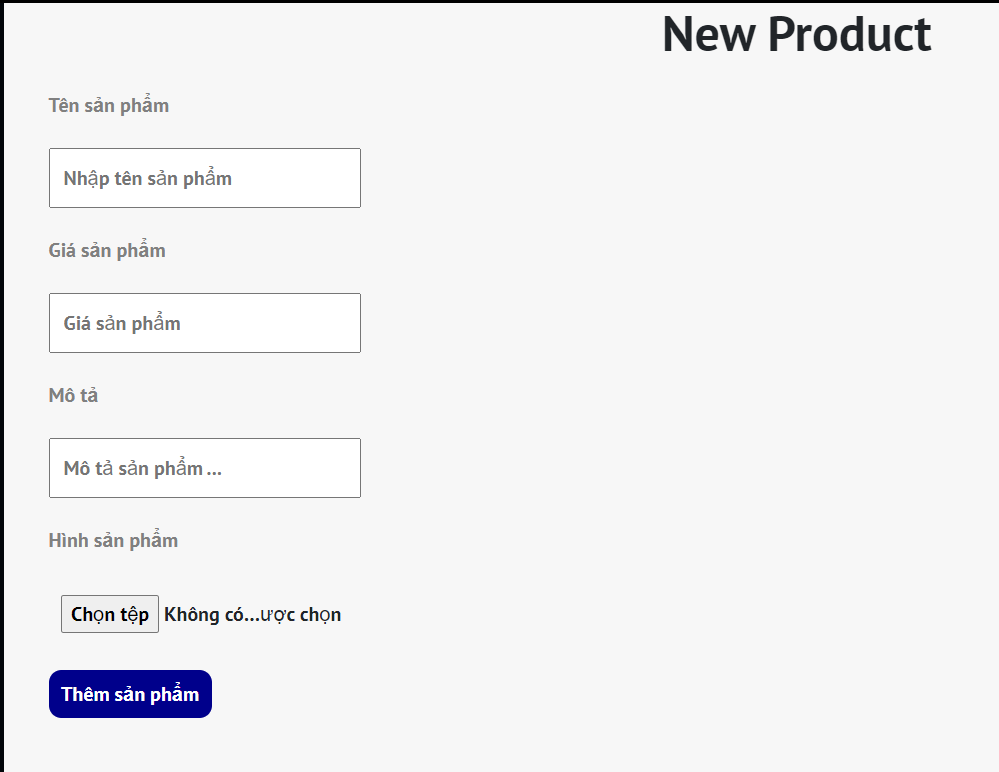 New Product
Tên sản phẩm
Nhập tên sản phẩm
Giá sản phẩm
Giá sản phẩm
Mô tả
Mô tả sản phẩm ...
Hình sản phẩm
Chọn tệp Không có...ược chọn
Thêm sản phẩm